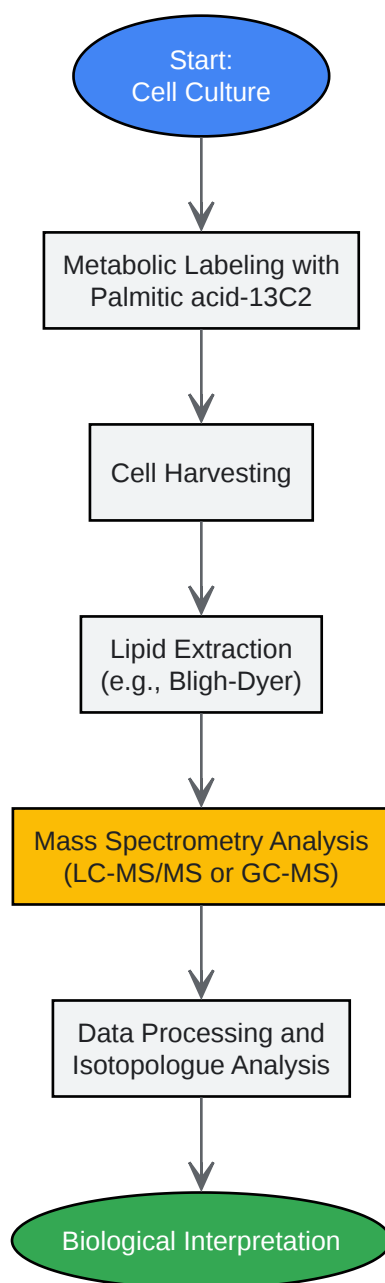 Start:
Cell Culture
Metabolic Labeling with
Palmitic acid-13C2
Cell Harvesting
Lipid Extraction
(e.g., Bligh-Dyer)
Mass Spectrometry Analysis
(LC-MS/MS or GC-MS)
Data Processing and
Isotopologue Analysis
Biological Interpretation